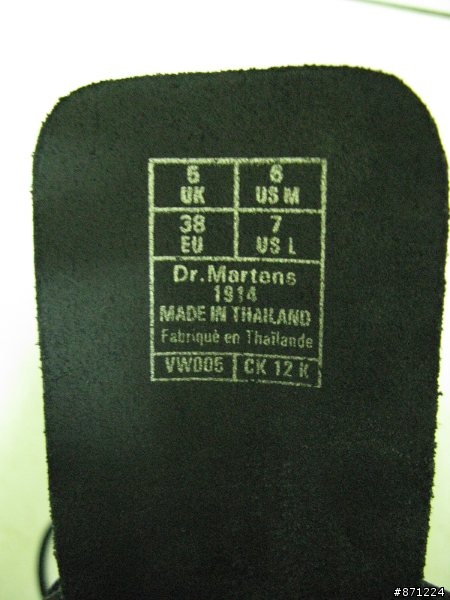 5 6
UK US M
38 7
EU US L
Dr.Martens
1914
MADE IN THAILAND
Fabriqué en Thaïlande
VW005 CK 12 K
#871224